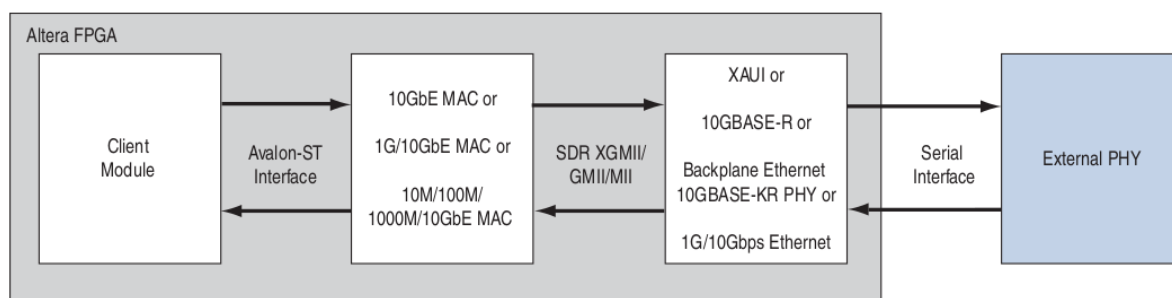 Altera FPGA
Client
Module
Avalon-ST
Interface
10GbE MAC or
1G/10GbE MAC or
10M/100M/
1000M/10GbE MAC
SDR XGMII/
GMII/MII
XAUI or
10GBASE-R or
Backplane Ethernet
10GBASE-KR PHY or
1G/10Gbps Ethernet
Serial
Interface
External PHY